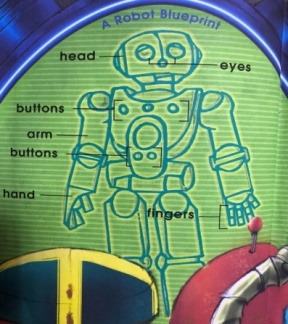 A Robot Blueprint
head
eyes
buttons
arm
buttons
hand
fingers